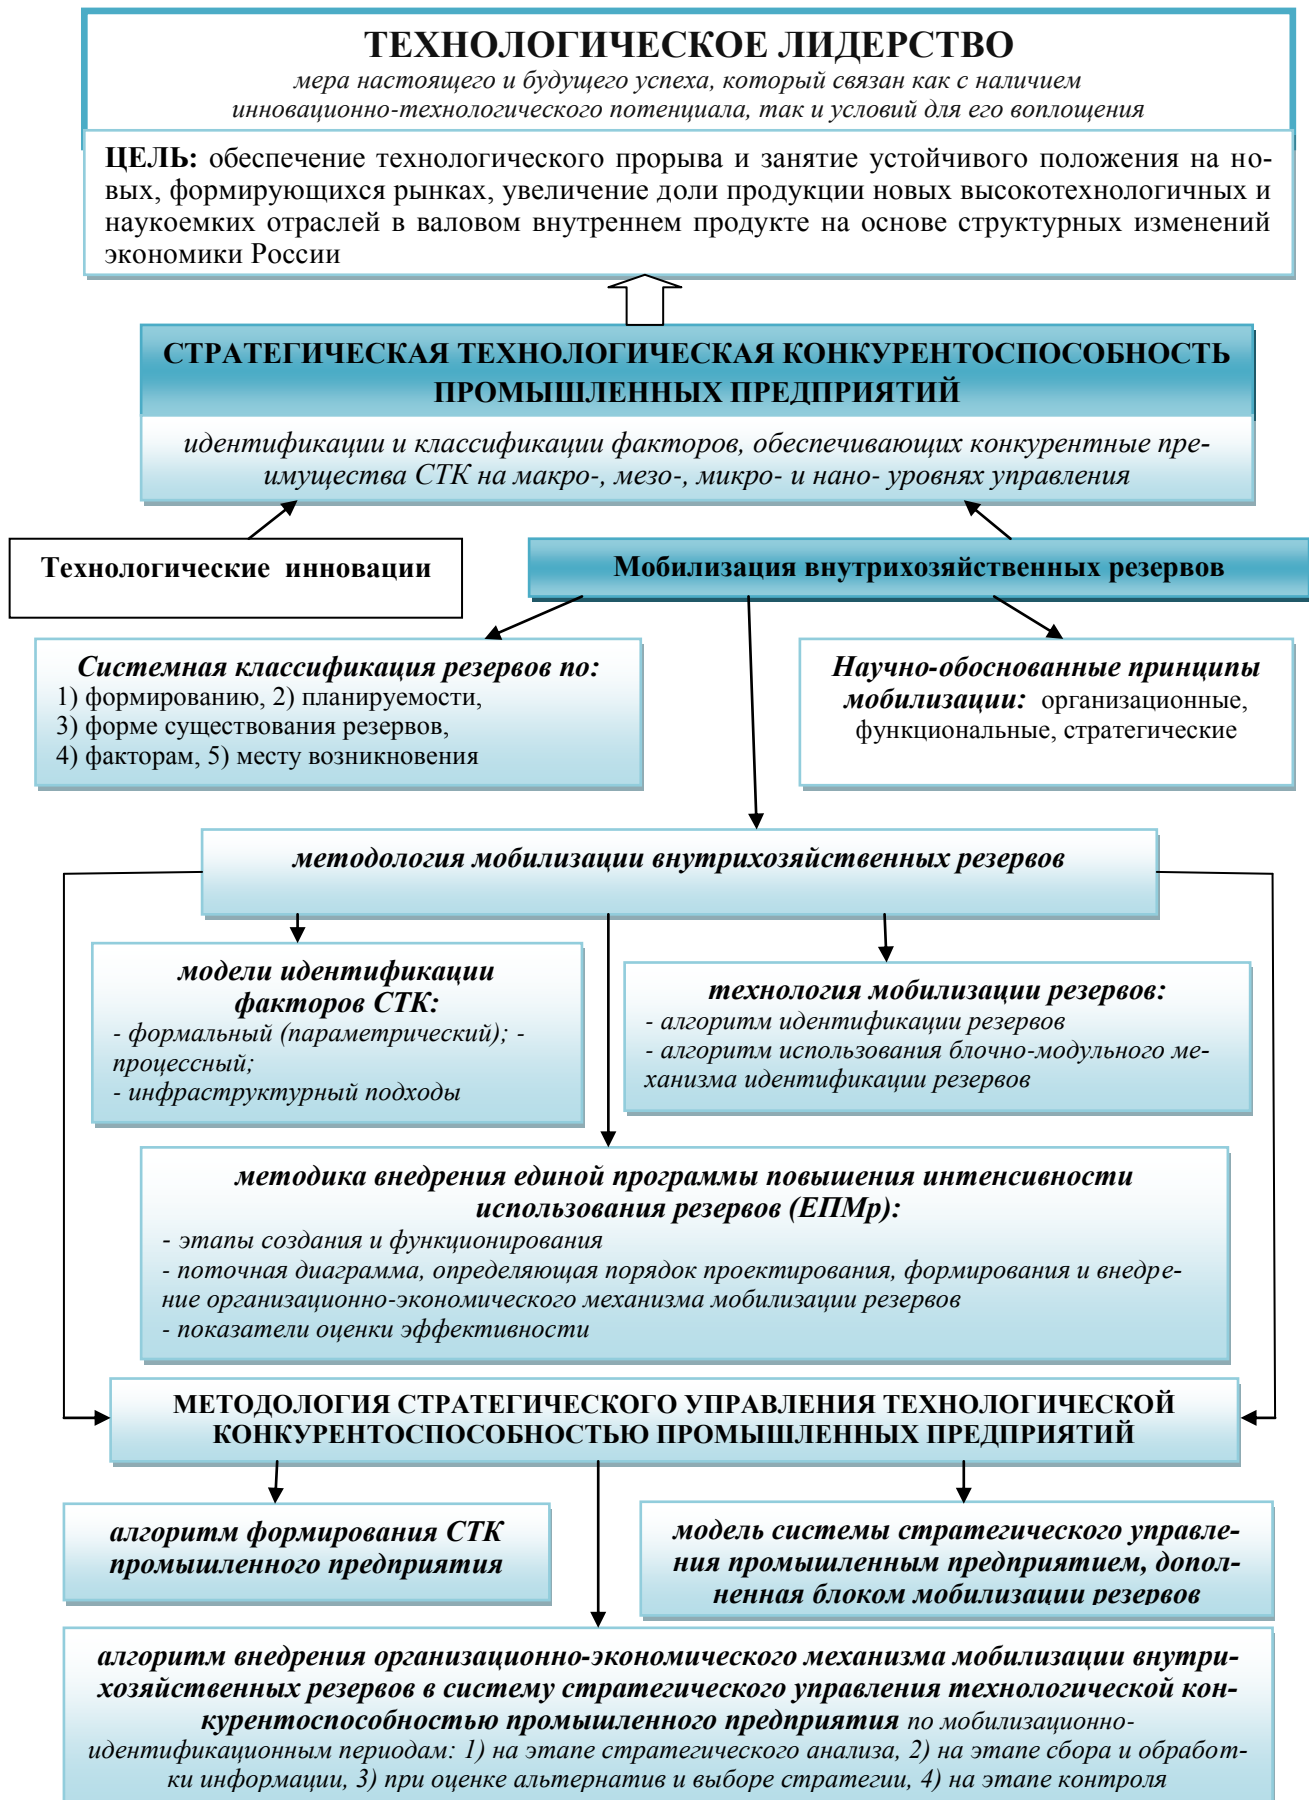 ТЕХНОЛОГИЧЕСКОЕ ЛИДЕРСТВО
мера настоящего и будущего успеха, который связан как с наличием
инновационно-технологического потенциала, так и условий для его воплощения
ЦЕЛЬ: обеспечение технологического прорыва и занятие устойчивого положения на но-
вых, формирующихся рынках, увеличение доли продукции новых высокотехнологичных и
наукоемких отраслей в валовом внутреннем продукте на основе структурных изменений
экономики России
СТРАТЕГИЧЕСКАЯ ТЕХНОЛОГИЧЕСКАЯ КОНКУРЕНТОСПОСОБНОСТЬ
ПРОМЫШЛЕННЫХ ПРЕДПРИЯТИЙ
идентификации и классификации факторов, обеспечивающих конкурентные пре-
имущества СТК на макро-, мезо-, микро- и нано- уровнях управления
Технологические инновации
Мобилизация внутрихозяйственных резервов
Системная классификация резервов по:
1) формированию, 2) планируемости,
3) форме существования резервов,
4) факторам, 5) месту возникновения
Научно-обоснованные принципы
мобилизации: организационные,
функциональные, стратегические
методология мобилизации внутрихозяйственных резервов
модели идентификации
факторов СТК:
- формальный (параметрический); -
процессный;
- инфраструктурный подходы
технология мобилизации резервов:
- алгоритм идентификации резервов
- алгоритм использования блочно-модульного ме-
ханизма идентификации резервов
методика внедрения единой программы повышения интенсивности
использования резервов (ЕПМр):
- этапы создания и функционирования
- поточная диаграмма, определяющая порядок проектирования, формирования и внедре-
ние организационно-экономического механизма мобилизации резервов
- показатели оценки эффективности
МЕТОДОЛОГИЯ СТРАТЕГИЧЕСКОГО УПРАВЛЕНИЯ ТЕХНОЛОГИЧЕСКОЙ
КОНКУРЕНТОСПОСОБНОСТЬЮ ПРОМЫШЛЕННЫХ ПРЕДПРИЯТИЙ
алгоритм формирования СТК
промышленного предприятия
модель системы стратегического управле-
ния промышленным предприятием, допол-
ненная блоком мобилизации резервов
алгоритм внедрения организационно-экономического механизма мобилизации внутри-
хозяйственных резервов в систему стратегического управления технологической кон-
курентоспособностью промышленного предприятия по мобилизационно-
идентификационным периодам: 1) на этапе стратегического анализа, 2) на этапе сбора и обработ-
ки информации, 3) при оценке альтернатив и выборе стратегии, 4) на этапе контроля